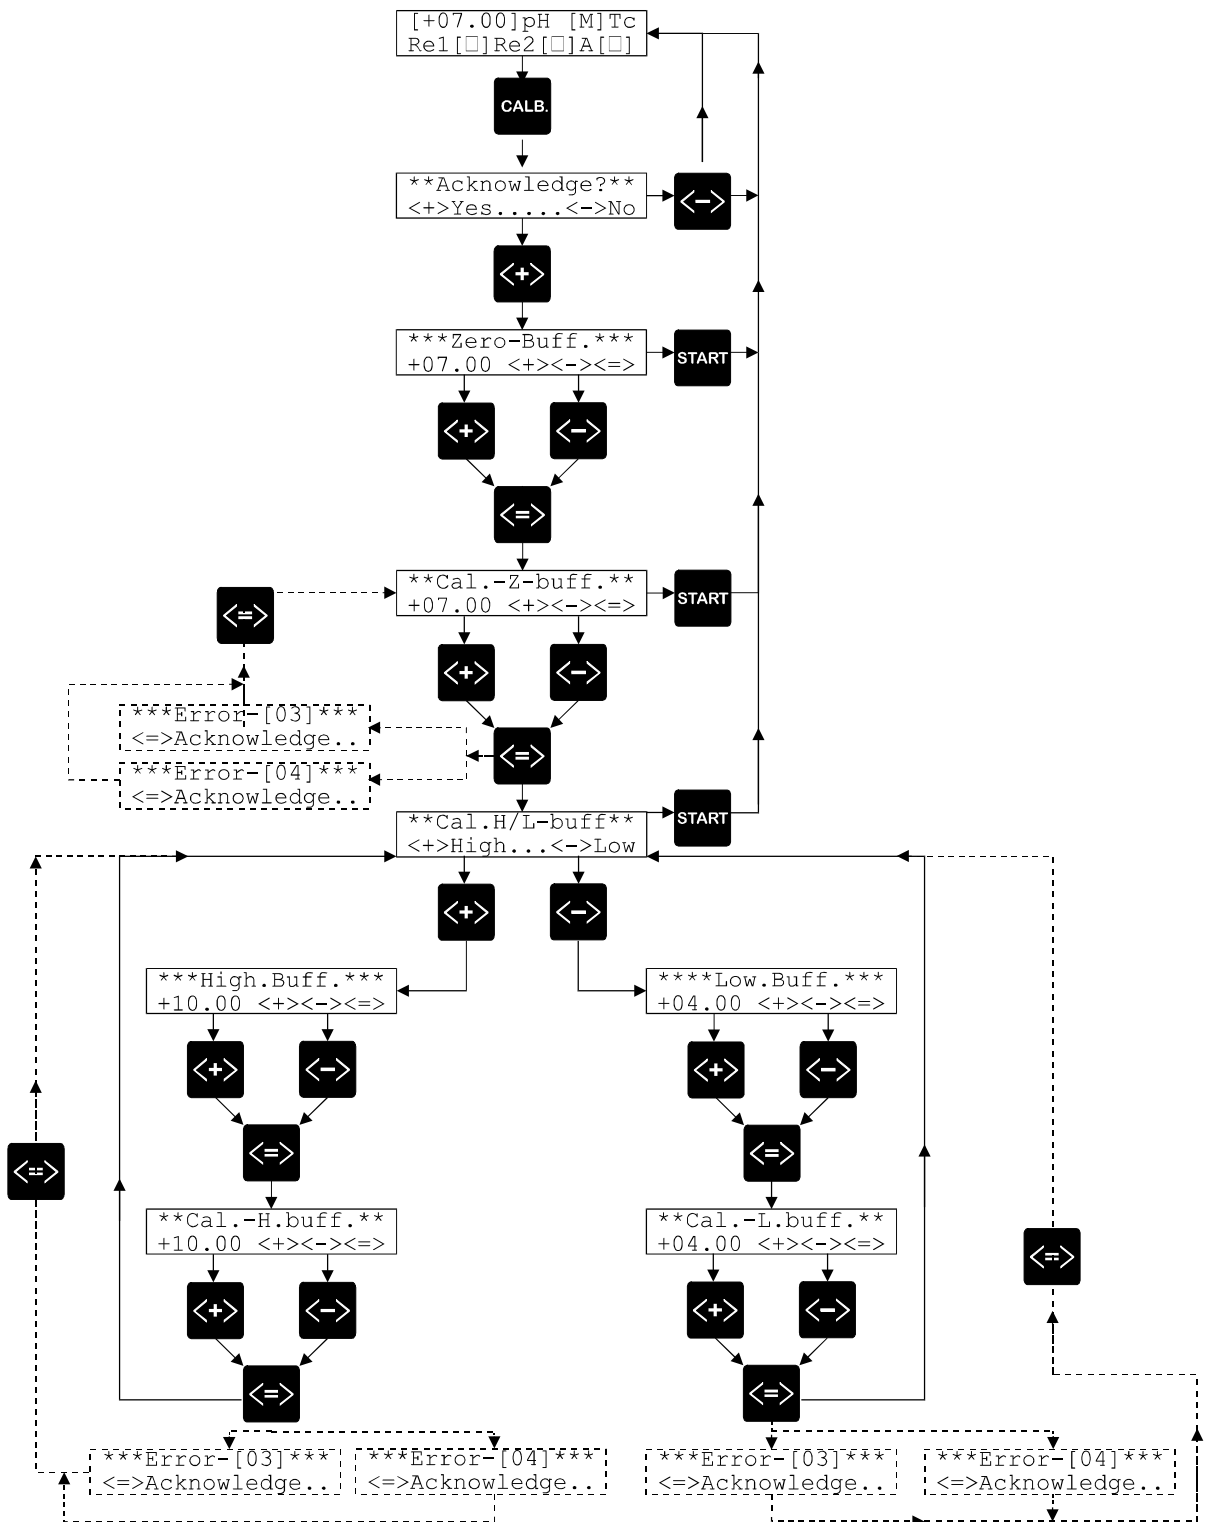 [+07.00]pH [M]Tc
Re1[□]Re2[□]A[□]
CALB.
**Acknowledge?**
<+>Yes.....<->No
<->
<+>
***Zero-Buff.***
+07.00 <+><-><=>
START
<+>
<->
<=>
**Cal.-Z-buff.**
+07.00 <+><-><=>
START
<=>
<+>
<->
***Error-[03]***
<=>Acknowledge..
<=>
***Error-[04]***
<=>Acknowledge..
**Cal.H/L-buff**
<+>High...<->Low
START
<+>
<->
***High.Buff.***
+10.00 <+><-><=>
****Low.Buff.***
+04.00 <+><-><=>
<+>
<->
<+>
<->
<=>
<=>
<=>
**Cal.-H.buff.**
+10.00 <+><-><=>
**Cal.-L.buff.**
+04.00 <+><-><=>
<=>
<+>
<->
<+>
<->
<=>
<=>
***Error-[03]***
<=>Acknowledge..
***Error-[04]***
<=>Acknowledge..
***Error-[03]***
<=>Acknowledge..
***Error-[04]***
<=>Acknowledge..